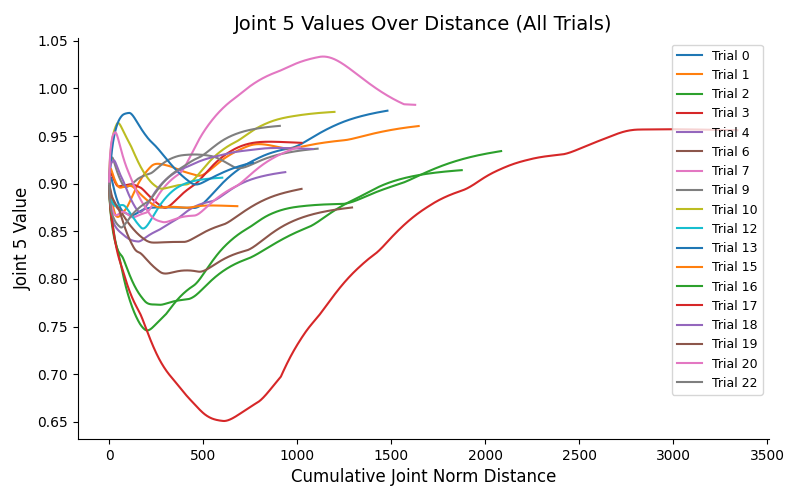 Joint 5 Values Over Distance (All Trials)
Joint 5 Value
1.05
1.00
0.95
0.90
0.85
0.80
0.75
0.70
0.65
0
500
1000
1500
2000
2500
3000
3500
Cumulative Joint Norm Distance
Trial 0
Trial 1
Trial 2
Trial 3
Trial 4
Trial 6
Trial 7
Trial 9
Trial 10
Trial 12
Trial 13
Trial 15
Trial 16
Trial 17
Trial 18
Trial 19
Trial 20
Trial 22